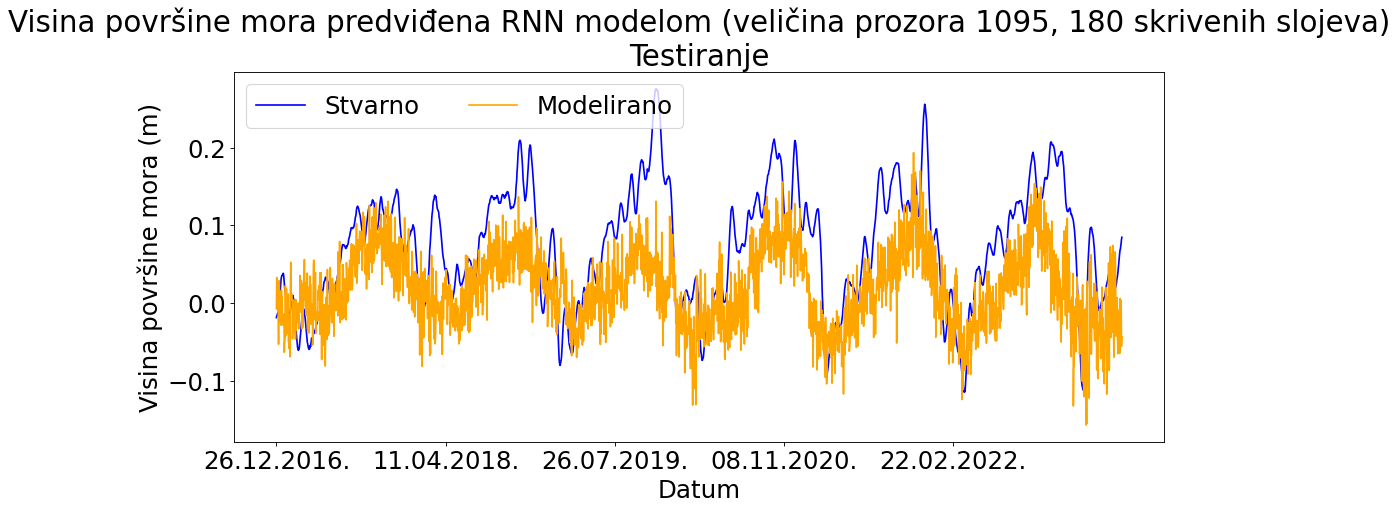 Visina površine mora predviđena RNN modelom (veličina prozora 1095, 180 skrivenih slojeva)
Testiranje
Stvarno
Modelirano
Visina površine mora (m)
0.2
0.1
0.0
−0.1
26.12.2016.
11.04.2018.
26.07.2019.
08.11.2020.
22.02.2022.
Datum